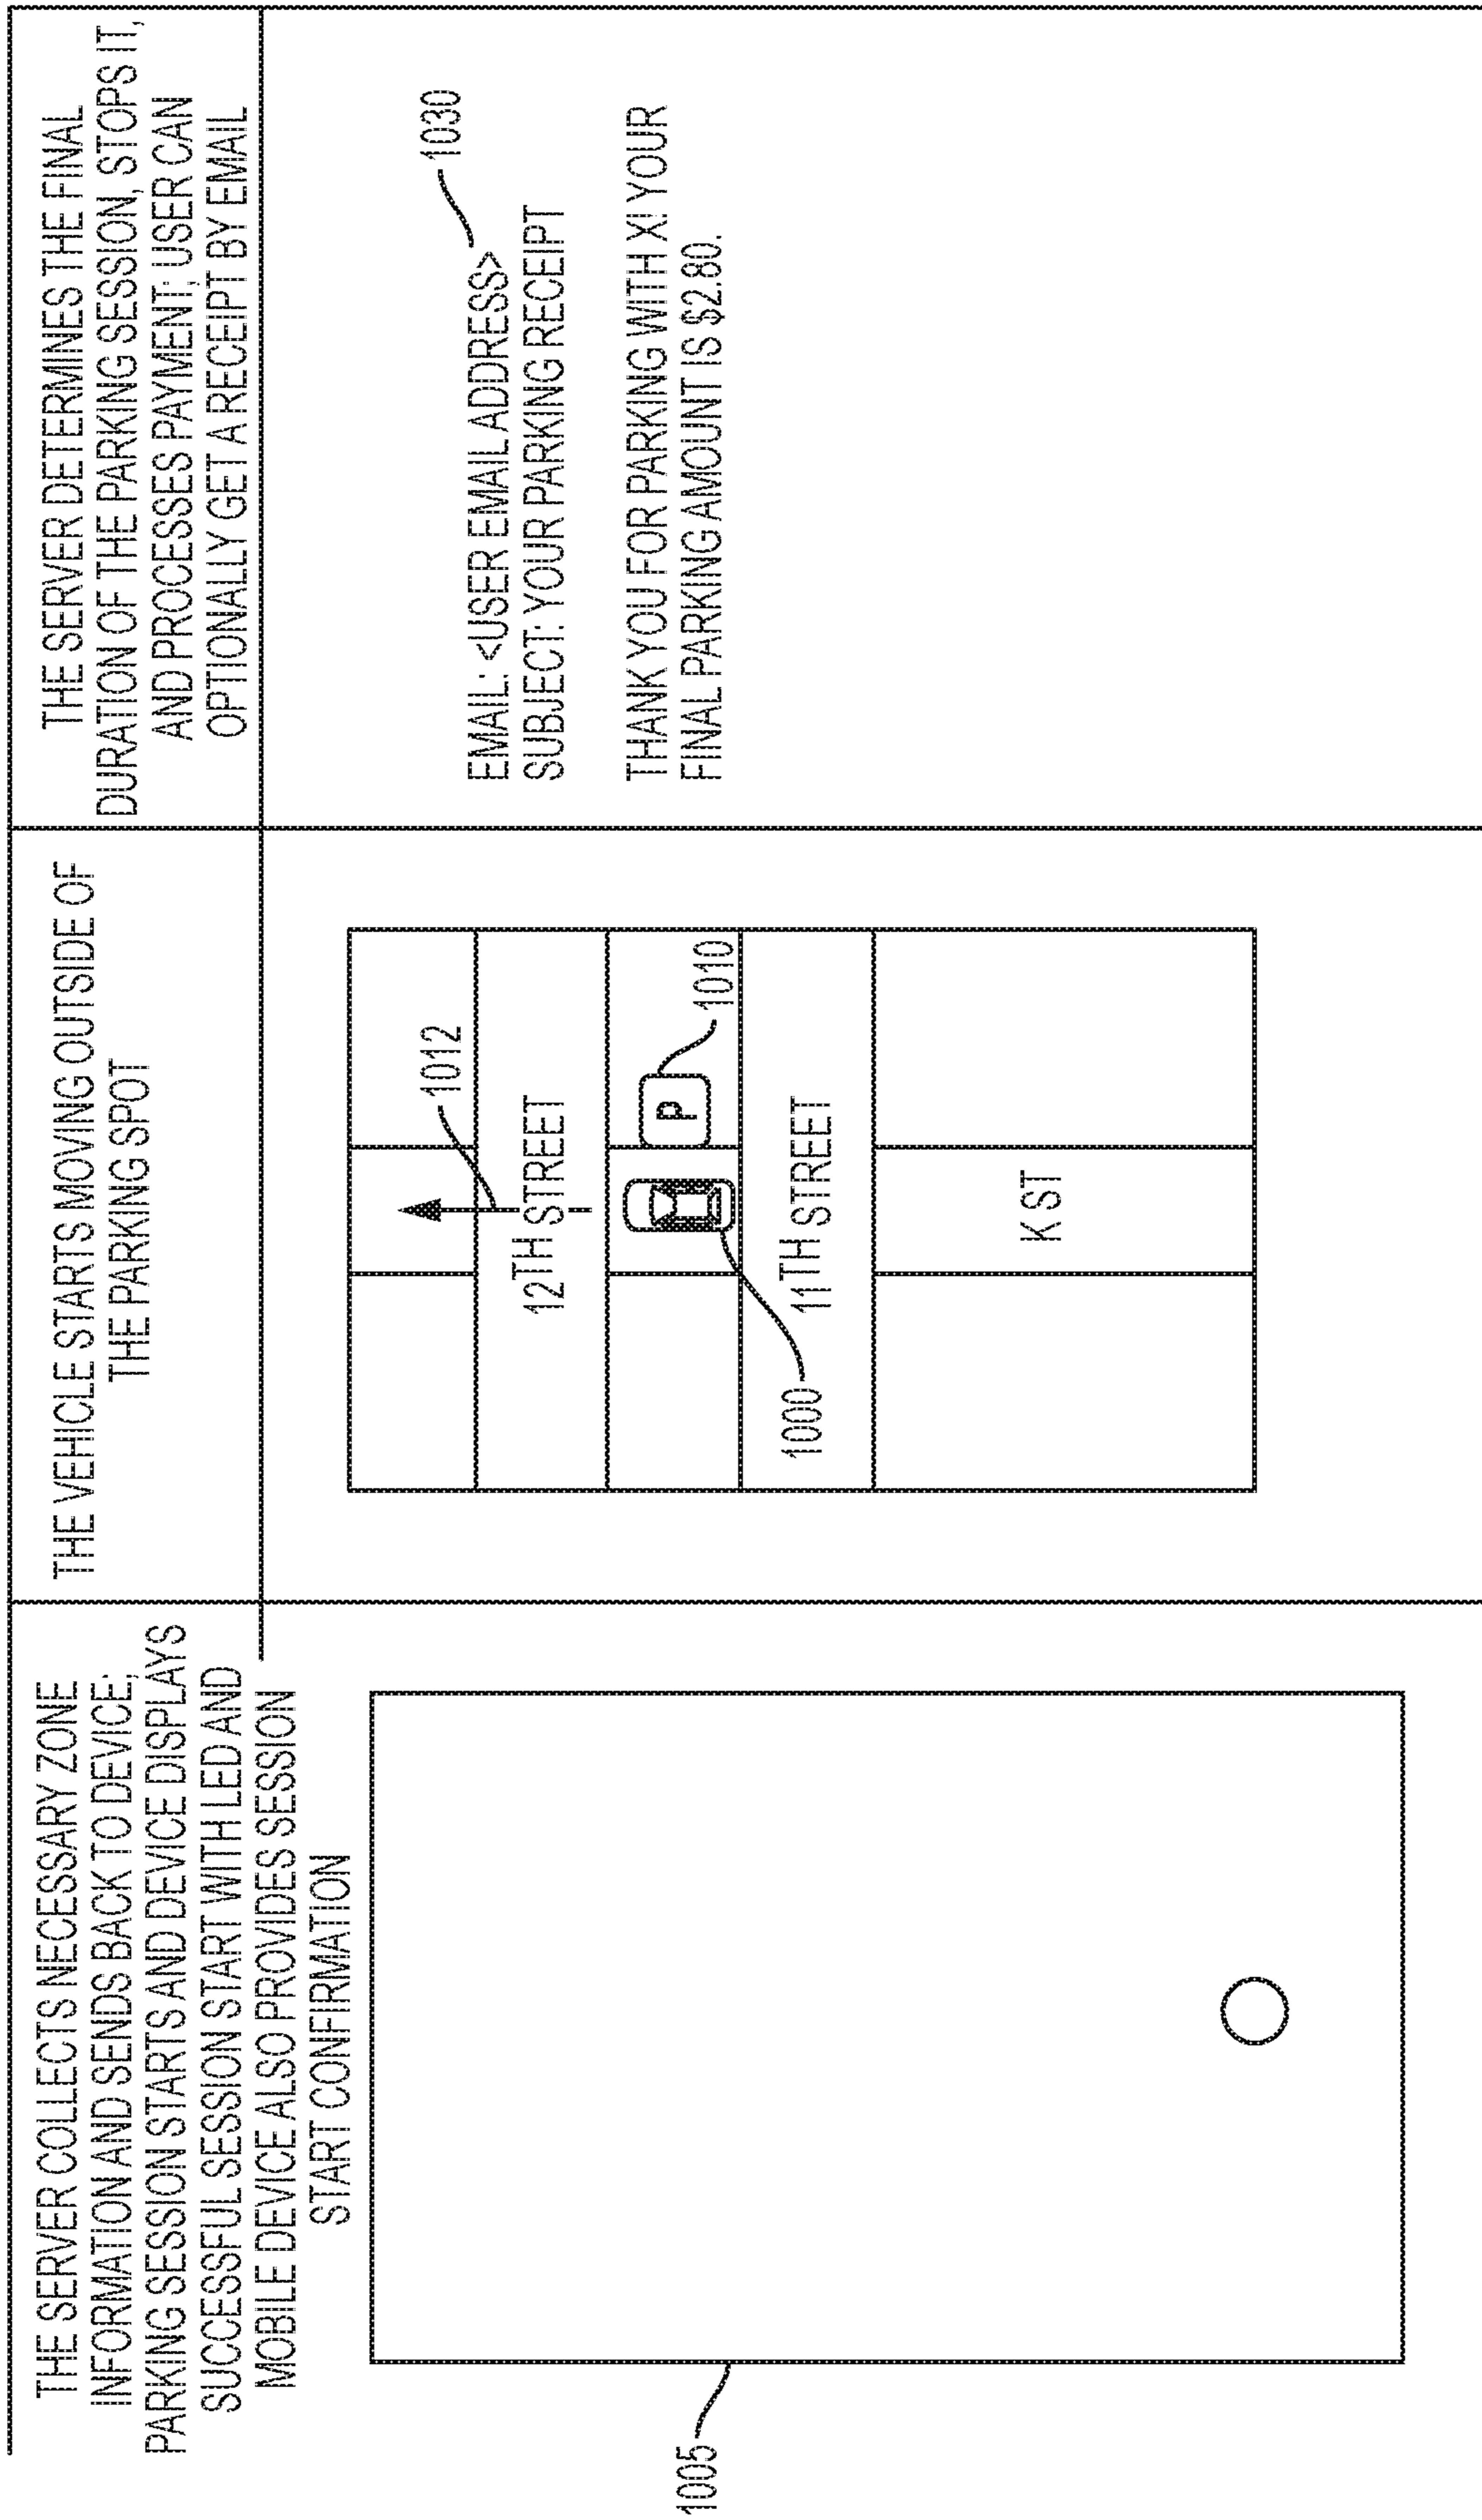 THE SERVER COLLECTS NECESSARY ZONE
INFORMATION AND SENDS BACK TO DEVICE;
PARKING SESSION STARTS AND DEVICE DISPLAYS
SUCCESSFUL SESSION START WITH LED AND
MOBILE DEVICE ALSO PROVIDES SESSION
START CONFIRMATION
1005
THE VEHICLE STARTS MOVING OUTSIDE OF
THE PARKING SPOT
1012
12TH STREET
P
1010
1000
11TH STREET
K ST
THE SERVER DETERMINES THE FINAL
DURATION OF THE PARKING SESSION, STOPS IT,
AND PROCESSES PAYMENT; USER CAN
OPTIONALLY GET A RECEIPT BY EMAIL
1030
EMAIL: <USER EMAIL ADDRESS>
SUBJECT: YOUR PARKING RECEIPT
THANK YOU FOR PARKING WITH X! YOUR
FINAL PARKING AMOUNT IS $2.80.